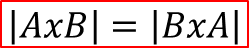 |AxB| = |BxA|